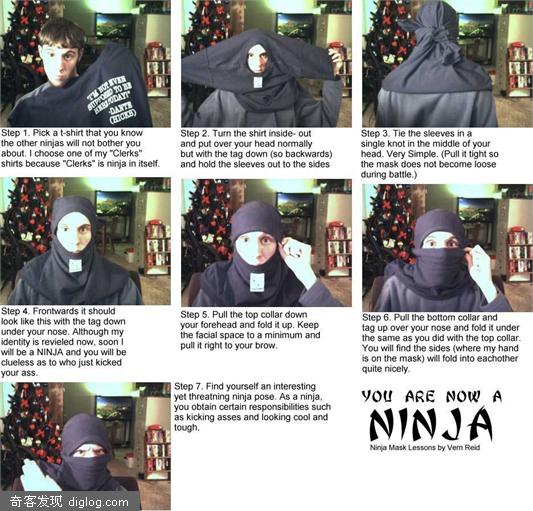 "I'M NOT EVEN
SUPPOSED TO BE
HERE TODAY!"
-DANTE
(HICKS)
Step 1. Pick a t-shirt that you know
the other ninjas will not bother you
about. I choose one of my "Clerks"
shirts because "Clerks" is ninja in itself.
Step 2. Turn the shirt inside- out
and put over your head normally
but with the tag down (so backwards)
and hold the sleeves out to the sides
Step 3. Tie the sleeves in a
single knot in the middle of your
head. Very Simple. (Pull it tight so
the mask does not become loose
during battle.)
Step 4. Frontwards it should
look like this with the tag down
under your nose. Although my
identity is revieled now, soon I
will be a NINJA and you will be
clueless as to who just kicked
your ass.
Step 5. Pull the top collar down
your forehead and fold it up. Keep
the facial space to a minimum and
pull it right to your brow.
Step 6. Pull the bottom collar and
tag up over your nose and fold it under
the same as you did with the top collar.
You will find the sides (where my hand
is on the mask) will fold into eachother
quite nicely.
Step 7. Find yourself an interesting
yet threatning ninja pose. As a ninja,
you obtain certain responsibilities such
as kicking asses and looking cool and
tough.
YOU ARE NOW A
NINJA
Ninja Mask Lessons by Vern Reid
奇客发现 diglog.com